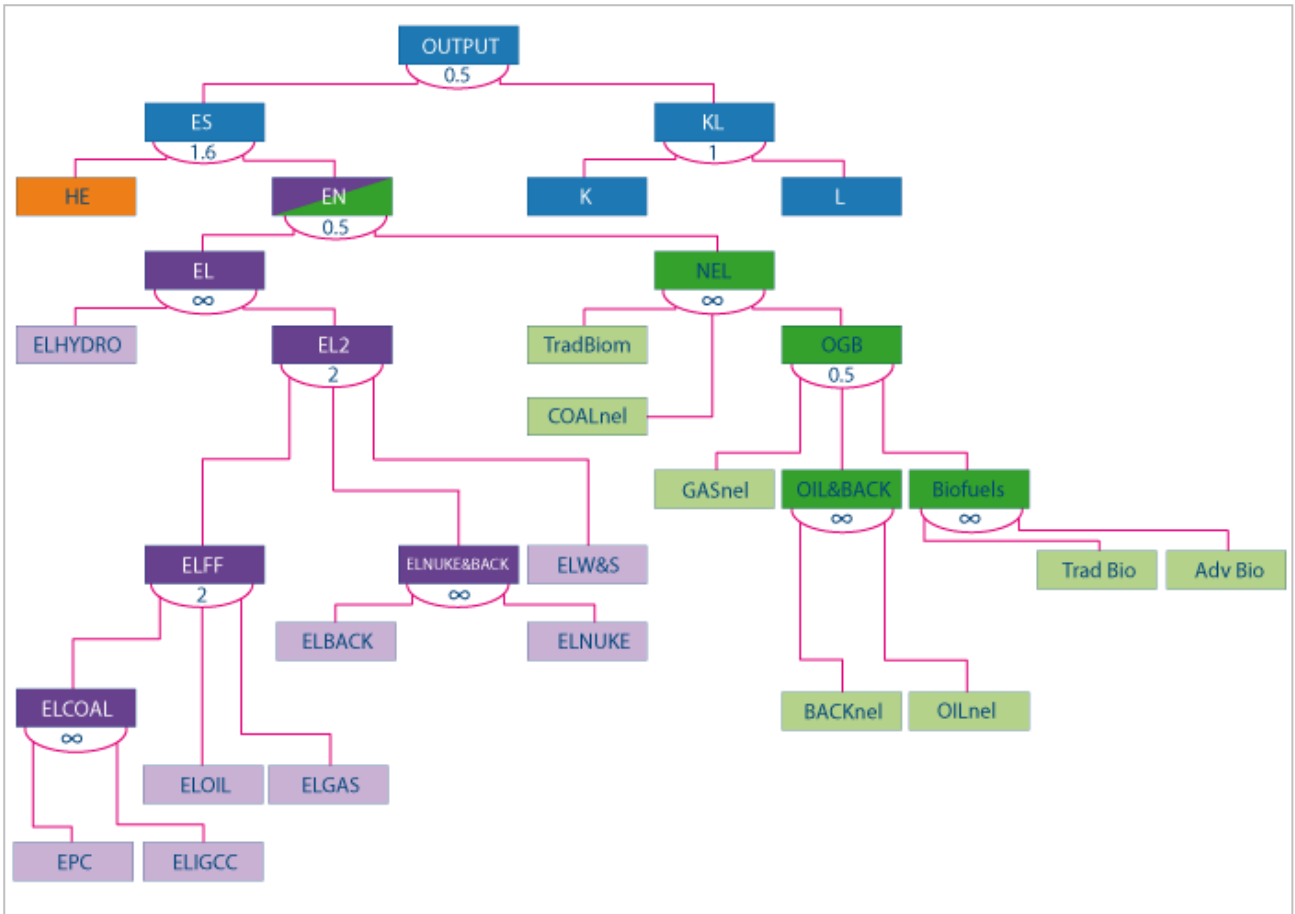 OUTPUT
0.5
ES
KL
1.6
1
HE
EN
K
L
0.5
EL
NEL
∞
∞
ELHYDRO
EL2
TradBiom
OGB
2
0.5
COALnel
GASnel
OIL&BACK
Biofuels
∞
∞
ELFF
ELNUKE&BACK
ELW&S
Trad Bio
Adv Bio
2
∞
ELBACK
ELNUKE
ELCOAL
BACKnel
OILnel
∞
ELOIL
ELGAS
EPC
ELIGCC